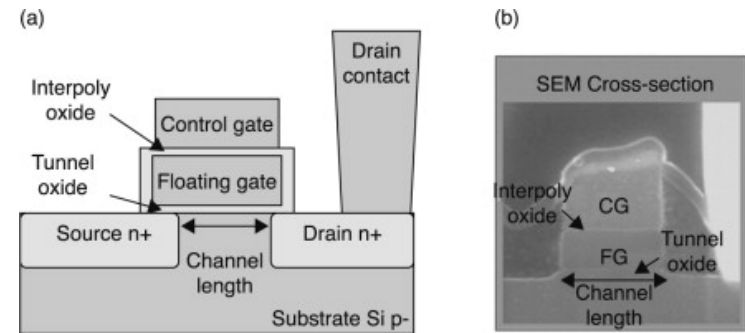 (a)
Drain
contact
Interpoly
oxide
Control gate
Tunnel
oxide
Floating gate
Source n+
Drain n+
Channel
length
Substrate Si p-
(b)
SEM Cross-section
Interpoly
oxide
CG
Tunnel
oxide
FG
Channel
length